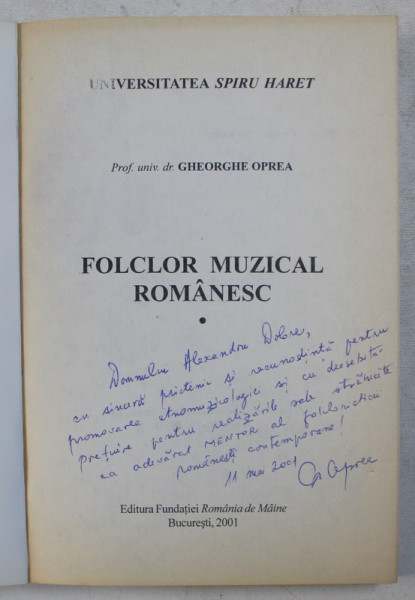 UNIVERSITATEA SPIRU HARET
Prof. univ. dr. GHEORGHE OPREA
FOLCLOR MUZICAL
ROMÂNESC
•
Domnului Alexandru Dobre,
cu sinceră prietenie și recunoștință pentru
promovarea etnomuzicologiei și cu deosebită
prețuire pentru realizările sale strălucite
ca adevărat MENTOR al folcloristicii
românești contemporane!
11 mai 2001 Gh Oprea
Editura Fundației România de Mâine
București, 2001